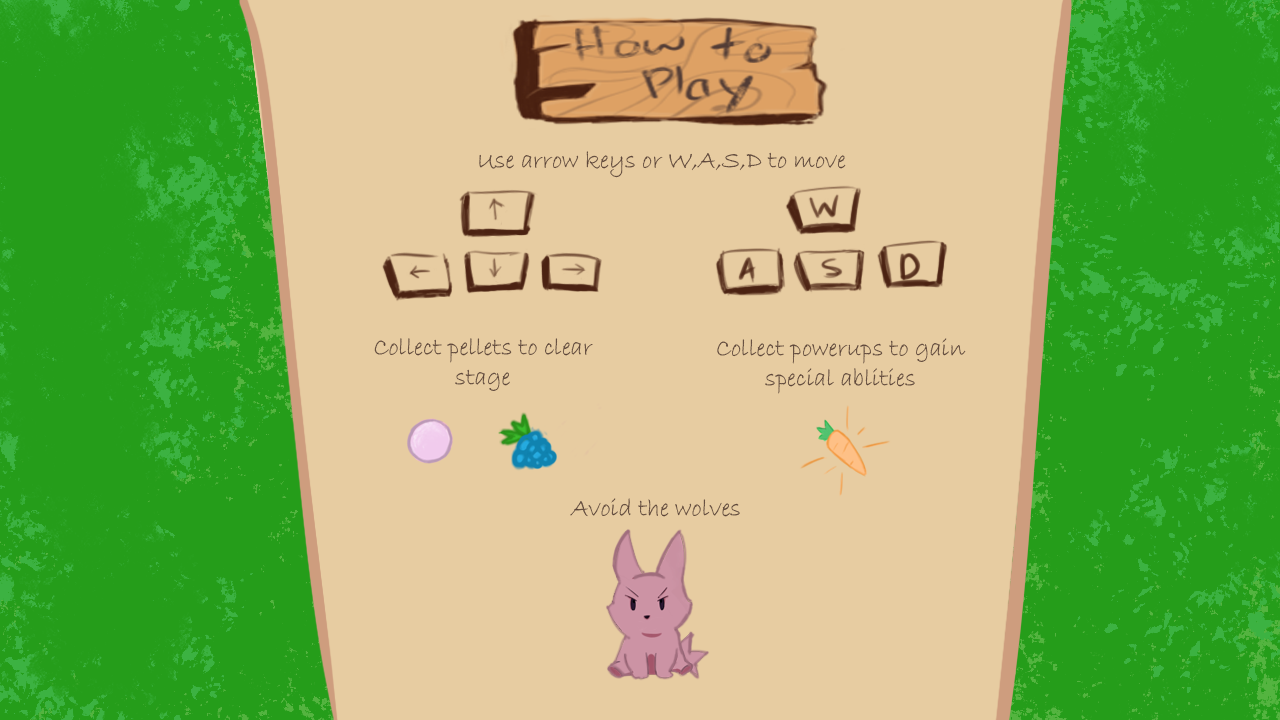 How to
Play
Use arrow keys or W,A,S,D to move
↑
W
← ↓ →
A S D
Collect pellets to clear
stage
Collect powerups to gain
special ablities
Avoid the wolves